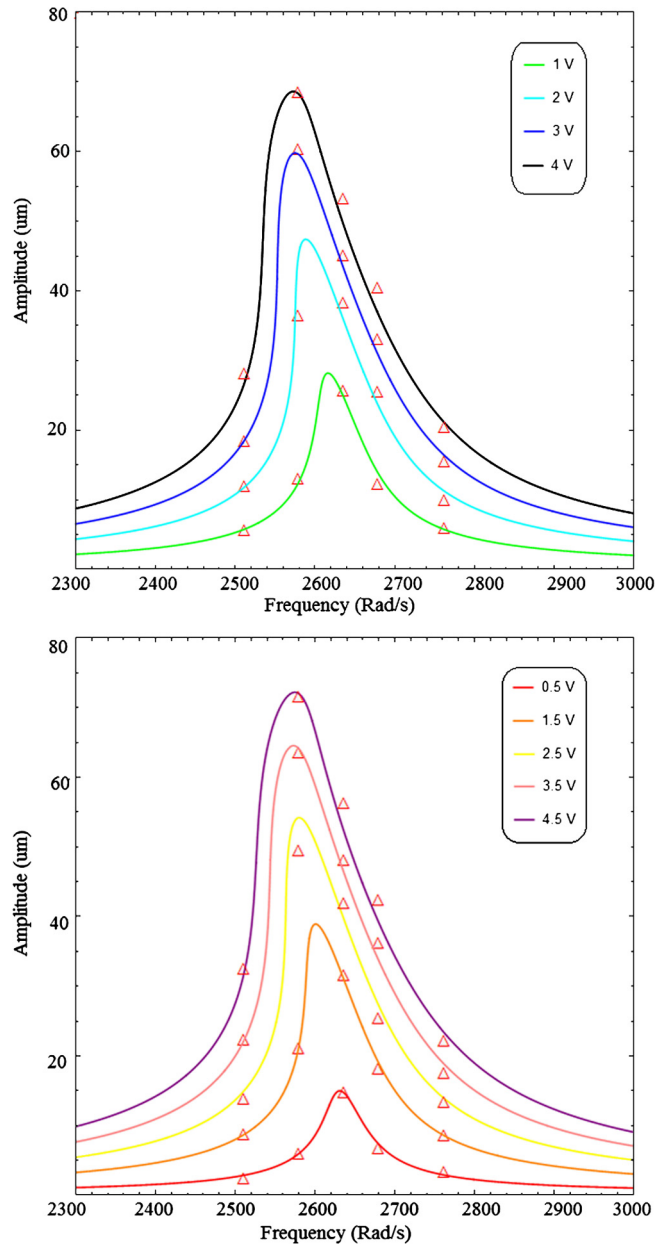 80
60
40
20
Amplitude (um)
1 V
2 V
3 V
4 V
2300 2400 2500 2600 2700 2800 2900 3000
Frequency (Rad/s)
80
60
40
20
Amplitude (um)
0.5 V
1.5 V
2.5 V
3.5 V
4.5 V
2300 2400 2500 2600 2700 2800 2900 3000
Frequency (Rad/s)